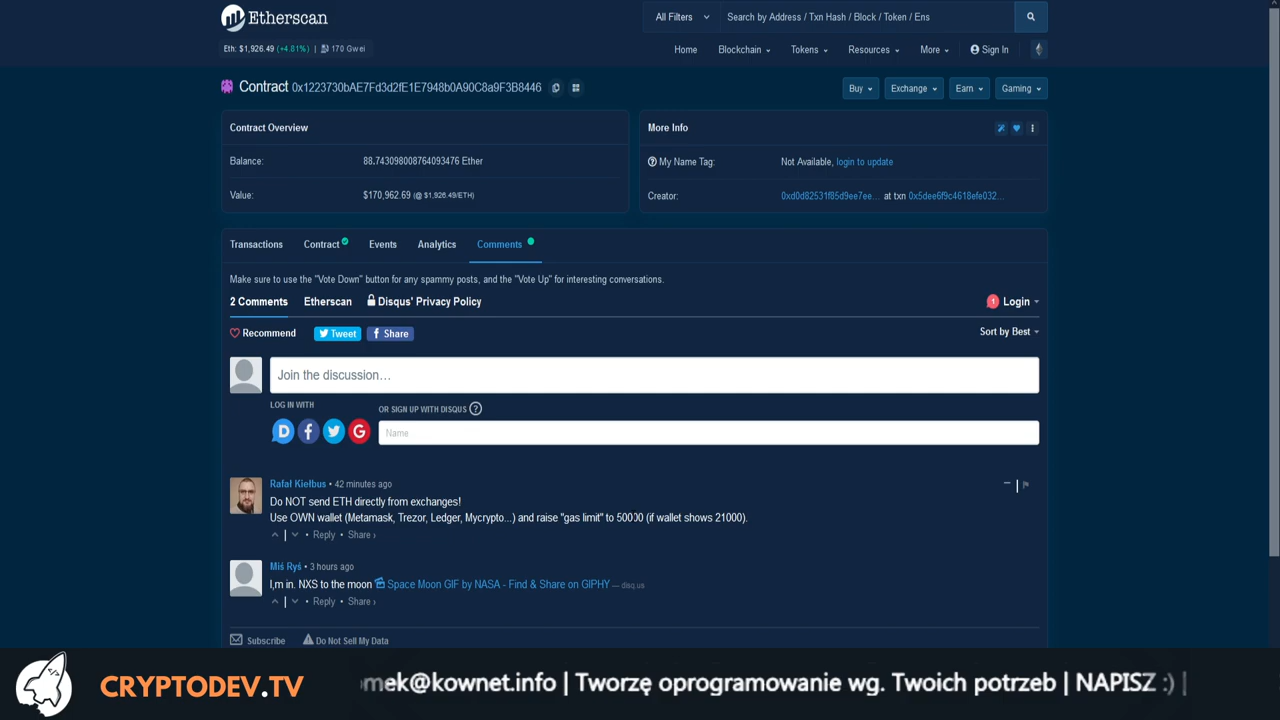 Etherscan
All Filters
Search by Address / Txn Hash / Block / Token / Ens
Eth: $1,926.49 (+4.81%) | 170 Gwei
Home Blockchain Tokens Resources More Sign In
Contract 0x1223730bAE7Fd3d2fE1E7948b0A90C8a9F3B8446
Buy Exchange Earn Gaming
Contract Overview
Balance: 88.743098008764093476 Ether
Value: $170,962.69 (@ $1,926.49/ETH)
More Info
My Name Tag: Not Available, login to update
Creator: 0xd0d82531f85d9ee7ee... at txn 0x5dee6f9c4618efe032...
Transactions Contract Events Analytics Comments
Make sure to use the "Vote Down" button for any spammy posts, and the "Vote Up" for interesting conversations.
2 Comments Etherscan Disqus' Privacy Policy 1 Login
Recommend Tweet Share Sort by Best
Join the discussion…
LOG IN WITH
OR SIGN UP WITH DISQUS ?
Name
Rafał Kiełbus • 42 minutes ago
Do NOT send ETH directly from exchanges!
Use OWN wallet (Metamask, Trezor, Ledger, Mycrypto...) and raise "gas limit" to 50000 (if wallet shows 21000).
• Reply • Share ›
Miś Ryś • 3 hours ago
I,m in. NXS to the moon Space Moon GIF by NASA - Find & Share on GIPHY — disq.us
• Reply • Share ›
Subscribe Do Not Sell My Data
CRYPTODEV.TV
omek@kownet.info | Tworzę oprogramowanie wg. Twoich potrzeb | NAPISZ :) |